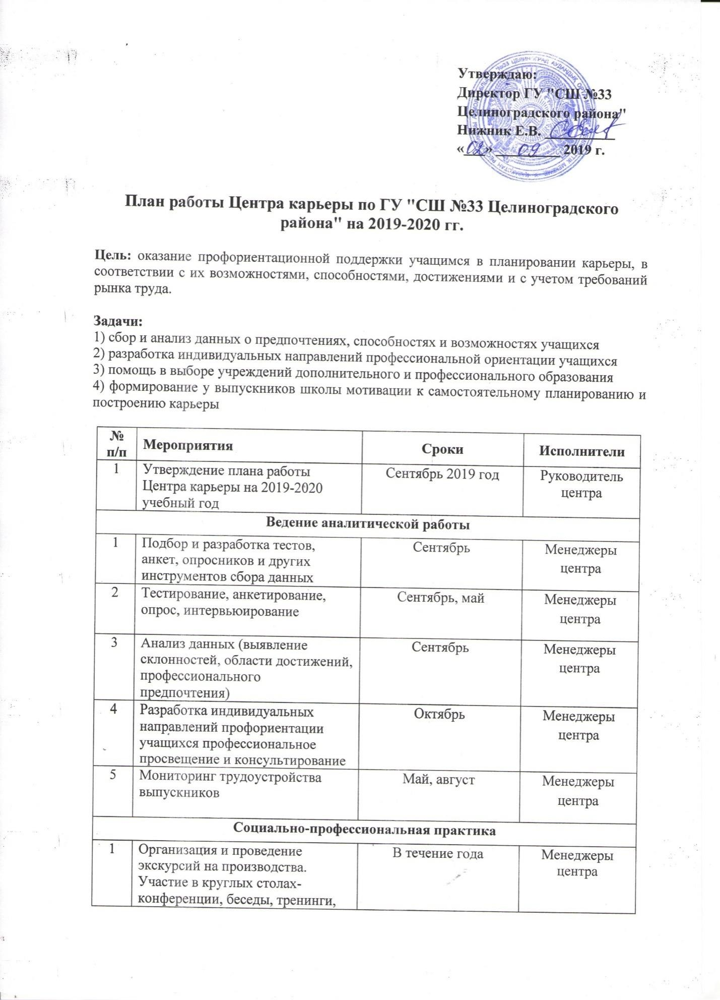 Утверждаю:
Директор ГУ "СШ №33
Целиноградского района"
Нижник Е.В.
«02» 09 2019 г.
План работы Центра карьеры по ГУ "СШ №33 Целиноградского
района" на 2019-2020 гг.
Цель: оказание профориентационной поддержки учащимся в планировании карьеры, в
соответствии с их возможностями, способностями, достижениями и с учетом требований
рынка труда.
Задачи:
1) сбор и анализ данных о предпочтениях, способностях и возможностях учащихся
2) разработка индивидуальных направлений профессиональной ориентации учащихся
3) помощь в выборе учреждений дополнительного и профессионального образования
4) формирование у выпускников школы мотивации к самостоятельному планированию и
построению карьеры
№
п/п
Мероприятия
Сроки
Исполнители
1
Утверждение плана работы
Центра карьеры на 2019-2020
учебный год
Сентябрь 2019 год
Руководитель
центра
Ведение аналитической работы
1
Подбор и разработка тестов,
анкет, опросников и других
инструментов сбора данных
Сентябрь
Менеджеры
центра
2
Тестирование, анкетирование,
опрос, интервьюирование
Сентябрь, май
Менеджеры
центра
3
Анализ данных (выявление
склонностей, области достижений,
профессионального
предпочтения)
Сентябрь
Менеджеры
центра
4
Разработка индивидуальных
направлений профориентации
учащихся профессиональное
просвещение и консультирование
Октябрь
Менеджеры
центра
5
Мониторинг трудоустройства
выпускников
Май, август
Менеджеры
центра
Социально-профессиональная практика
1
Организация и проведение
экскурсий на производства.
Участие в круглых столах-
конференции, беседы, тренинги,
В течение года
Менеджеры
центра